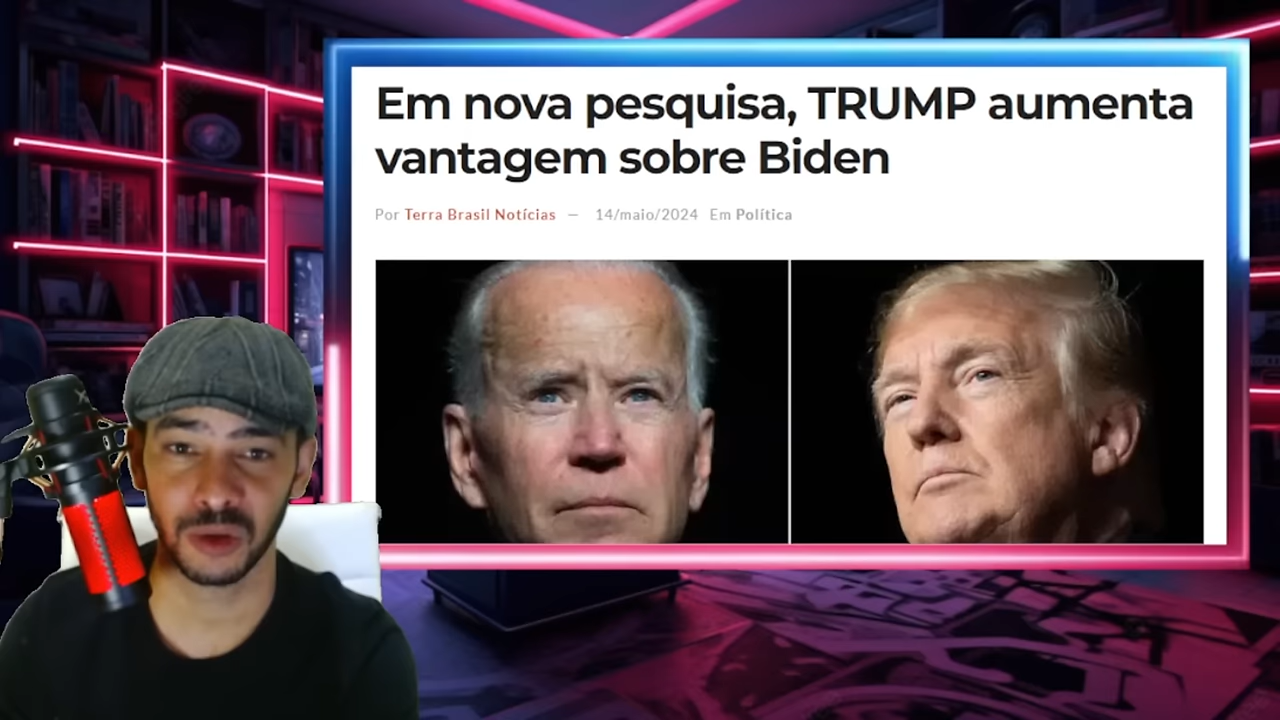 Em nova pesquisa, TRUMP aumenta
vantagem sobre Biden
Por Terra Brasil Notícias — 14/maio/2024 Em Política